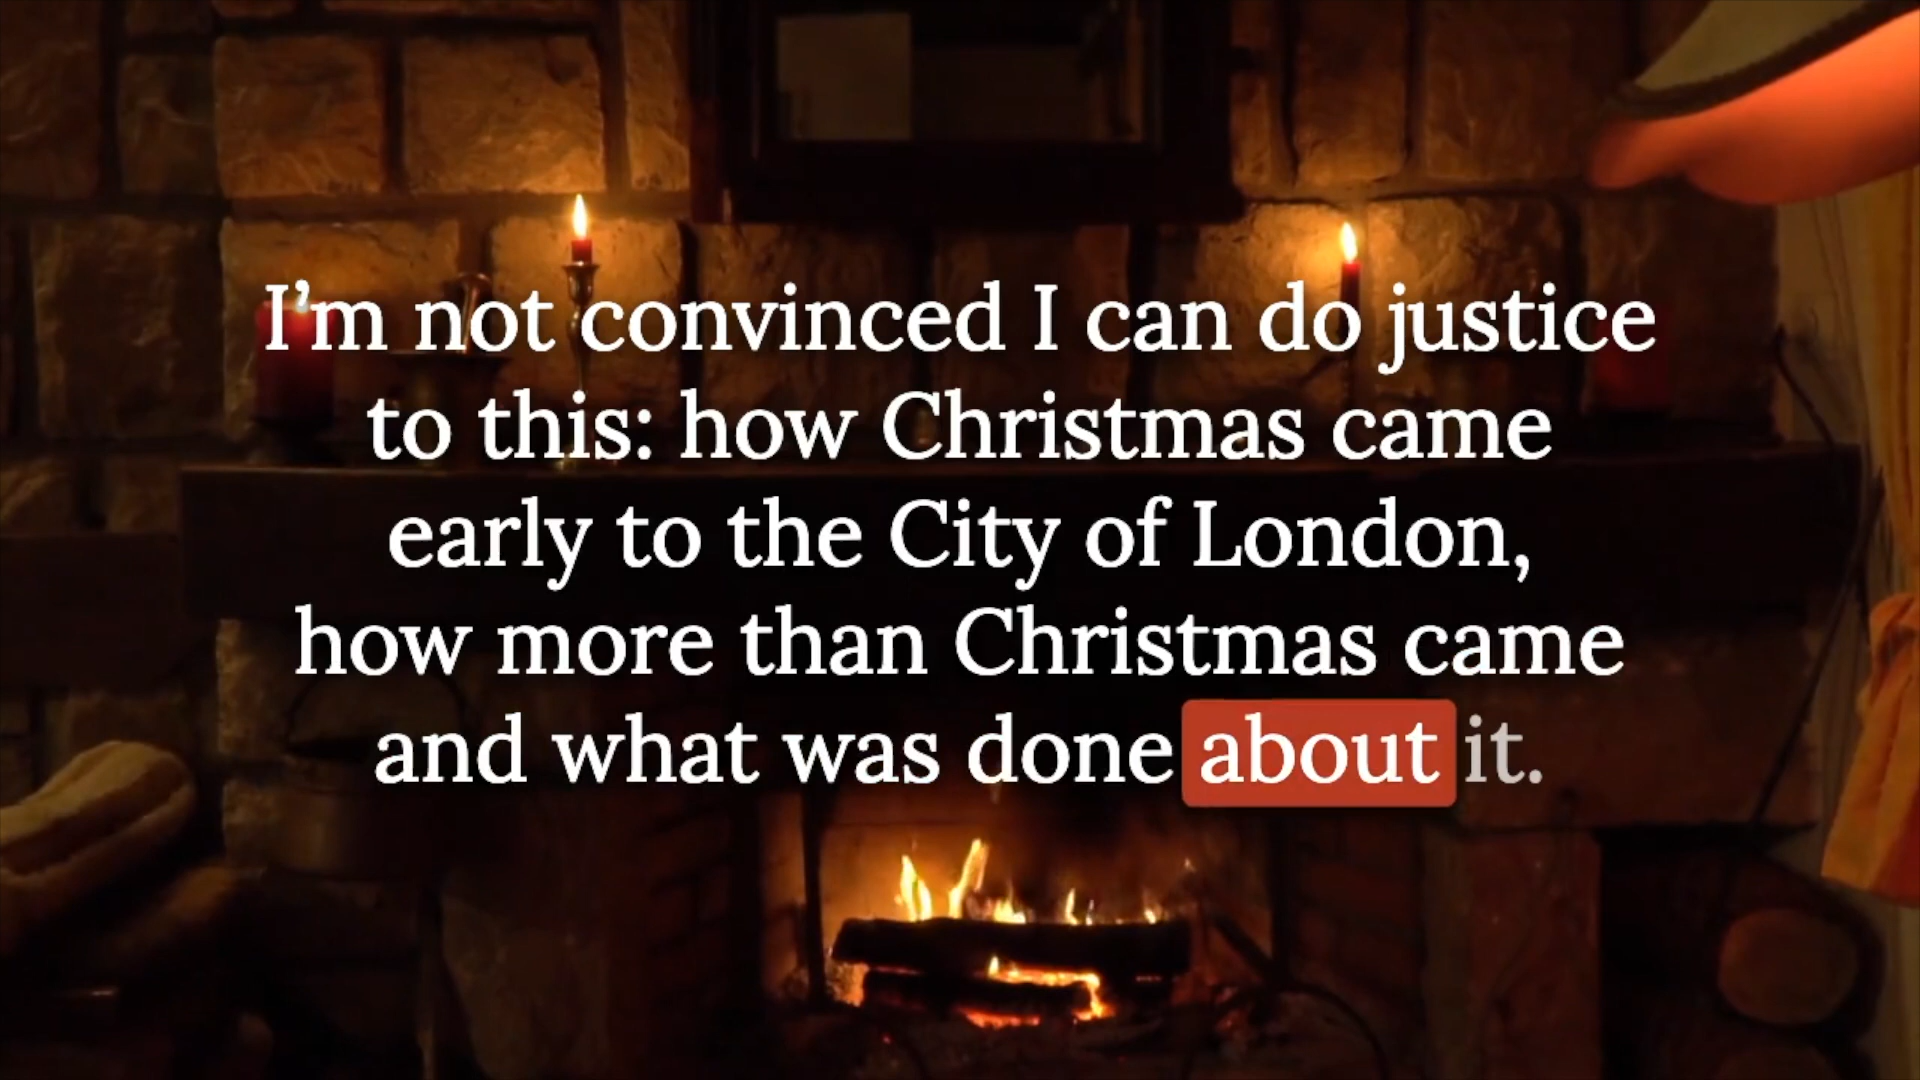 I’m not convinced I can do justice
to this: how Christmas came
early to the City of London,
how more than Christmas came
and what was done about it.